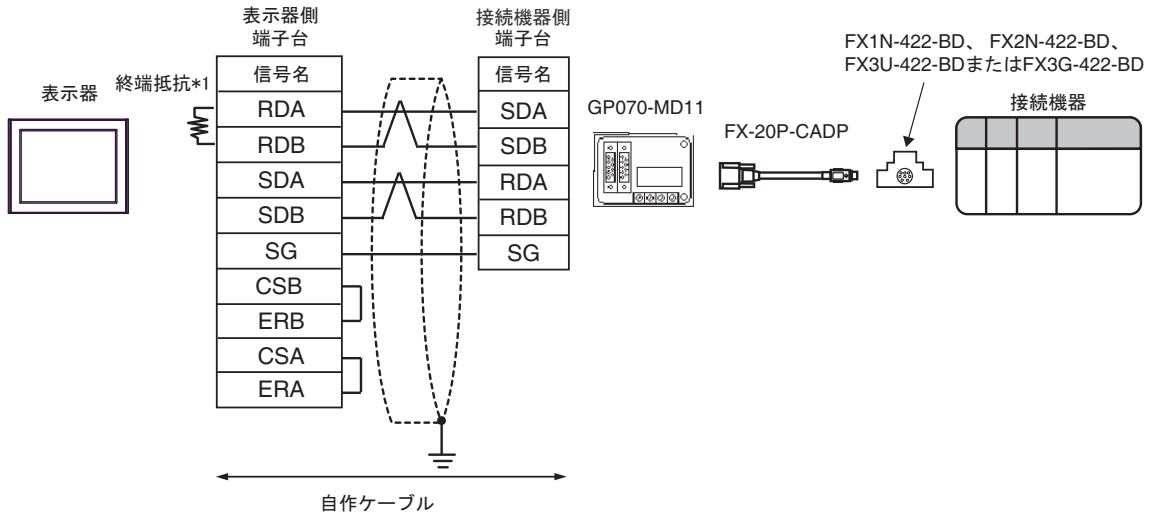 表示器
終端抵抗*1
表示器側
端子台
信号名
RDA
RDB
SDA
SDB
SG
CSB
ERB
CSA
ERA
接続機器側
端子台
信号名
SDA
SDB
RDA
RDB
SG
自作ケーブル
GP070-MD11
FX-20P-CADP
FX1N-422-BD、 FX2N-422-BD、
FX3U-422-BDまたはFX3G-422-BD
接続機器